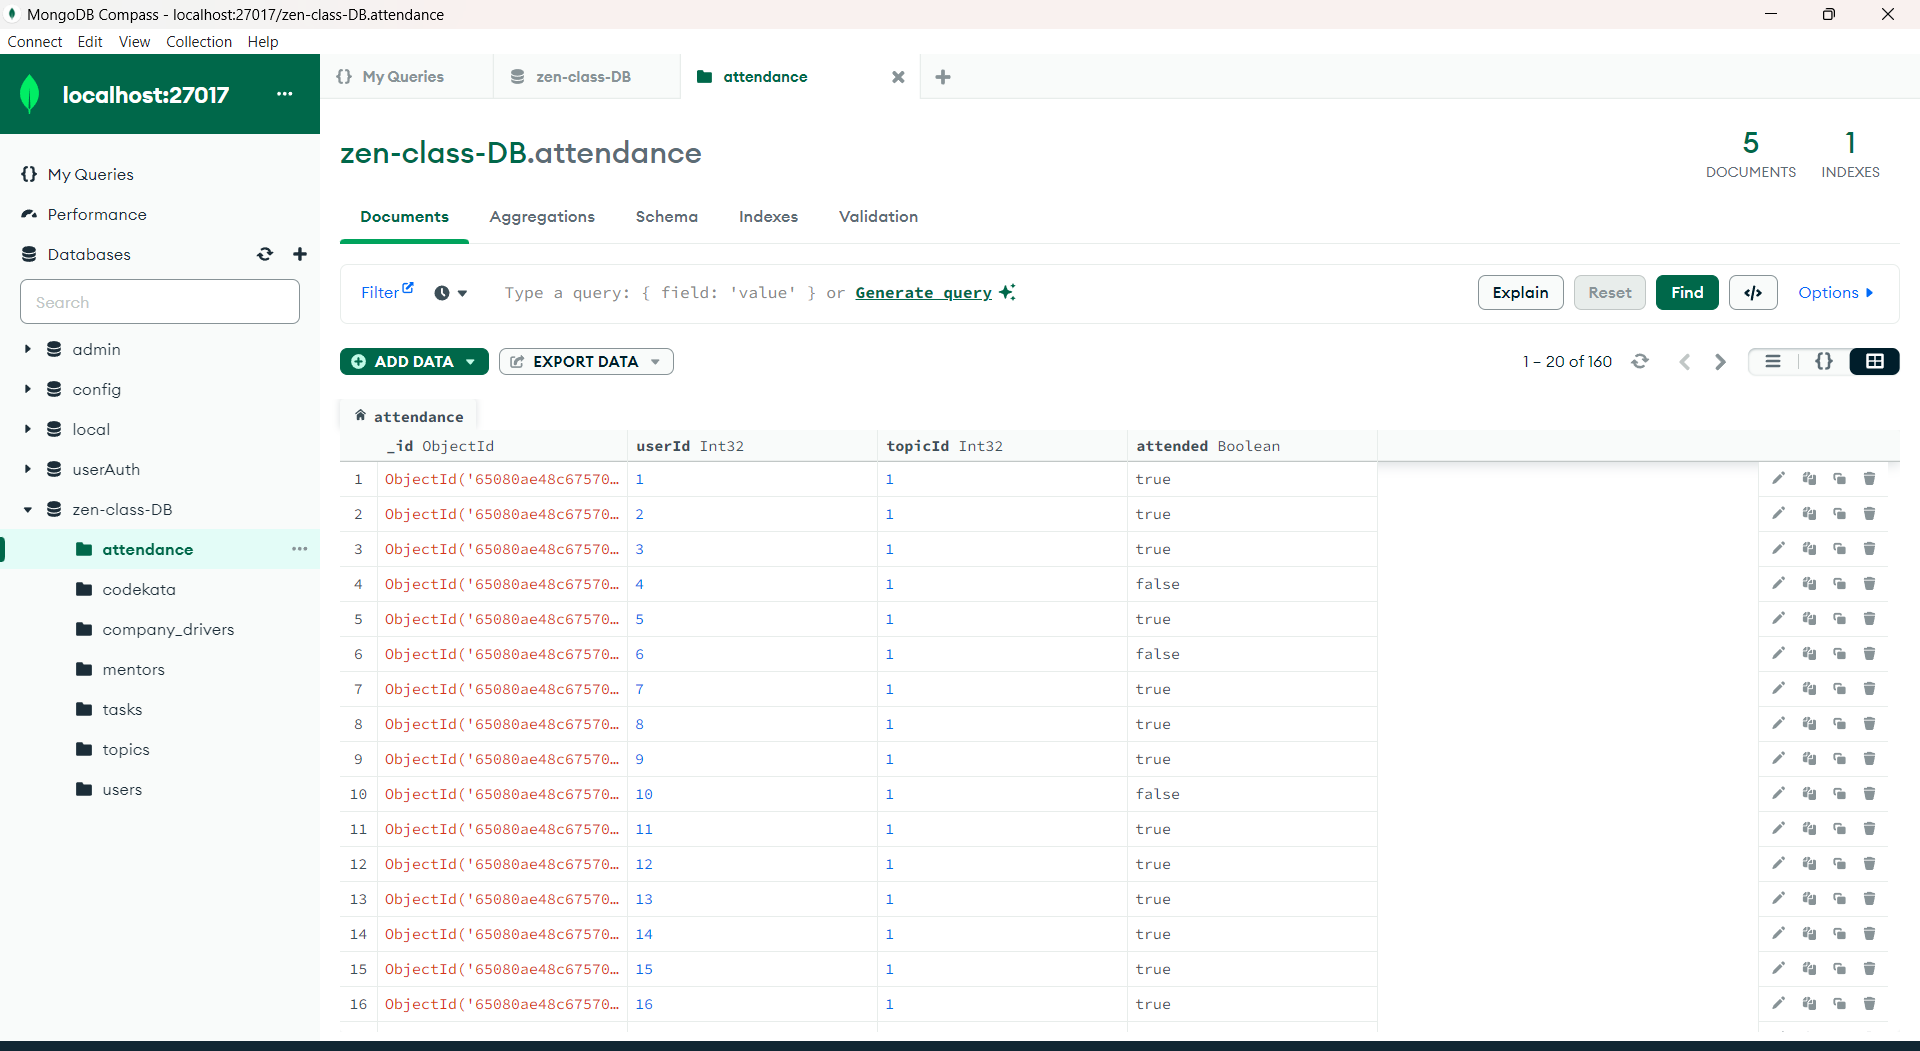 MongoDB Compass - localhost:27017/zen-class-DB.attendance
Connect Edit View Collection Help
localhost:27017 ...
My Queries
Performance
Databases
Search
admin
config
local
userAuth
zen-class-DB
attendance ...
codekata
company_drivers
mentors
tasks
topics
users
My Queries zen-class-DB attendance
zen-class-DB.attendance
5 DOCUMENTS
1 INDEXES
Documents Aggregations Schema Indexes Validation
Filter Type a query: { field: 'value' } or Generate query Explain Reset Find </> Options
ADD DATA EXPORT DATA 1 – 20 of 160 {}
attendance
_id ObjectId userId Int32 topicId Int32 attended Boolean
1 ObjectId('65080ae48c67570… 1 1 true
2 ObjectId('65080ae48c67570… 2 1 true
3 ObjectId('65080ae48c67570… 3 1 true
4 ObjectId('65080ae48c67570… 4 1 false
5 ObjectId('65080ae48c67570… 5 1 true
6 ObjectId('65080ae48c67570… 6 1 false
7 ObjectId('65080ae48c67570… 7 1 true
8 ObjectId('65080ae48c67570… 8 1 true
9 ObjectId('65080ae48c67570… 9 1 true
10 ObjectId('65080ae48c67570… 10 1 false
11 ObjectId('65080ae48c67570… 11 1 true
12 ObjectId('65080ae48c67570… 12 1 true
13 ObjectId('65080ae48c67570… 13 1 true
14 ObjectId('65080ae48c67570… 14 1 true
15 ObjectId('65080ae48c67570… 15 1 true
16 ObjectId('65080ae48c67570… 16 1 true